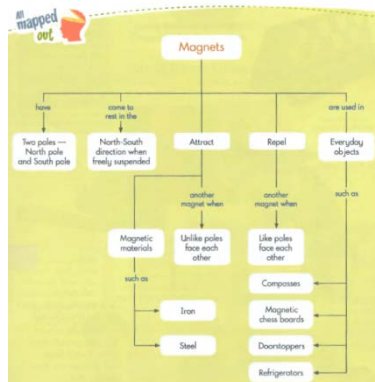 All
mapped
out
Magnets
have
come to
rest in the
are used in
Two poles —
North pole
and South pole
North-South
direction when
freely suspended
Attract
Repel
Everyday
objects
another
magnet when
another
magnet when
such as
Magnetic
materials
Unlike poles
face each
other
Like poles
face each
other
such as
Compasses
Iron
Magnetic
chess boards
Steel
Doorstoppers
Refrigerators